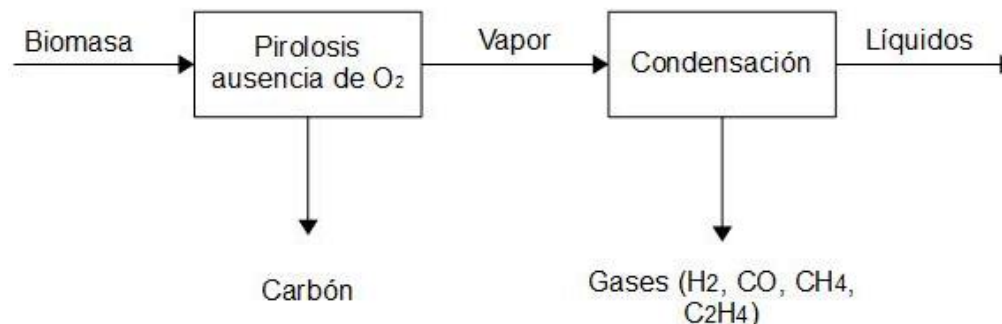 Biomasa
Pirolosis
ausencia de O₂
Vapor
Condensación
Líquidos
Carbón
Gases (H₂, CO, CH₄,
C₂H₄)